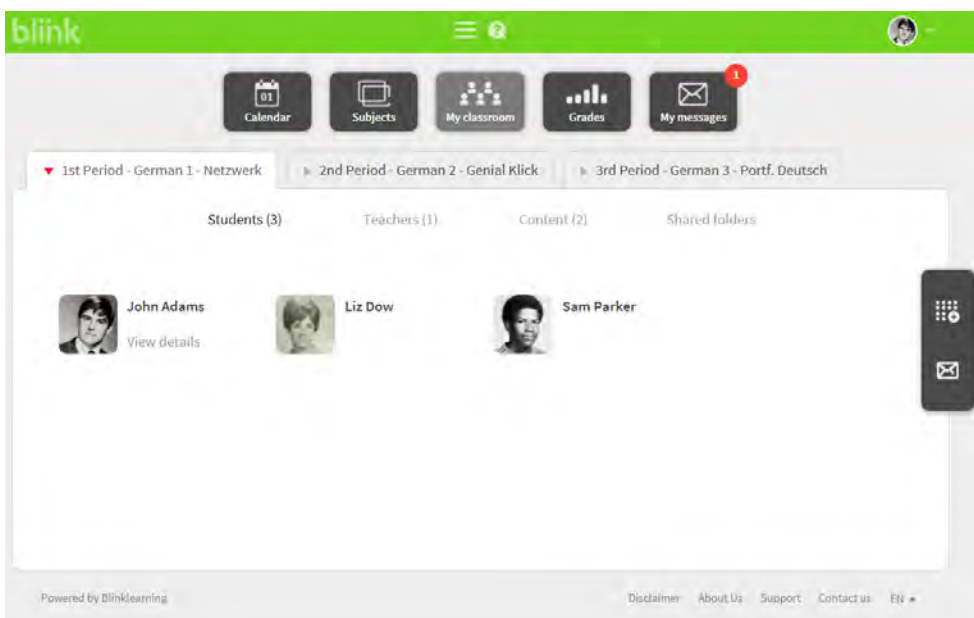 blink
1
01
Calendar
Subjects
My classroom
Grades
My messages
1st Period - German 1 - Netzwerk
2nd Period - German 2 - Genial Klick
3rd Period - German 3 - Portf. Deutsch
Students (3)
Teachers (1)
Content (2)
Shared folders
John Adams
Liz Dow
Sam Parker
View details
Powered by Blinklearning
Disclaimer
About Us
Support
Contact us
EN